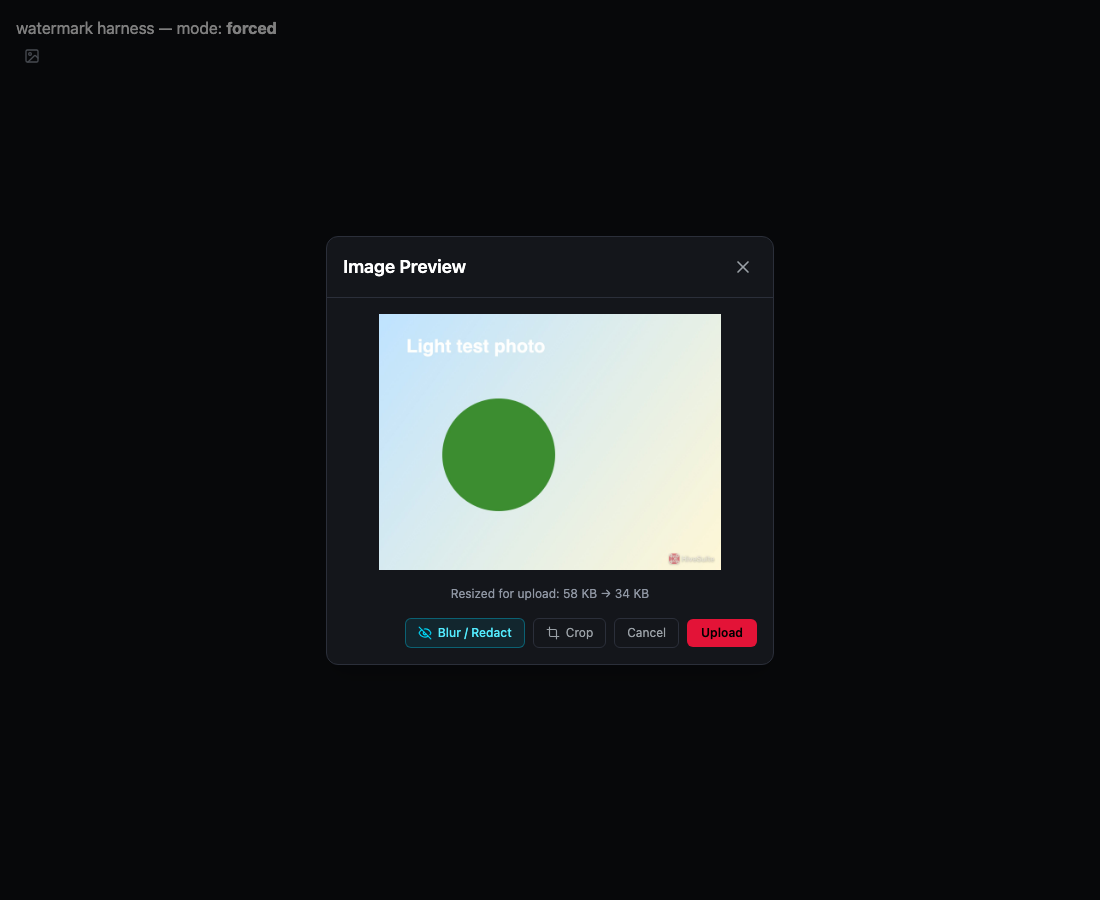 watermark harness — mode: forced
Image Preview
Light test photo
Resized for upload: 58 KB → 34 KB
Blur / Redact
Crop
Cancel
Upload